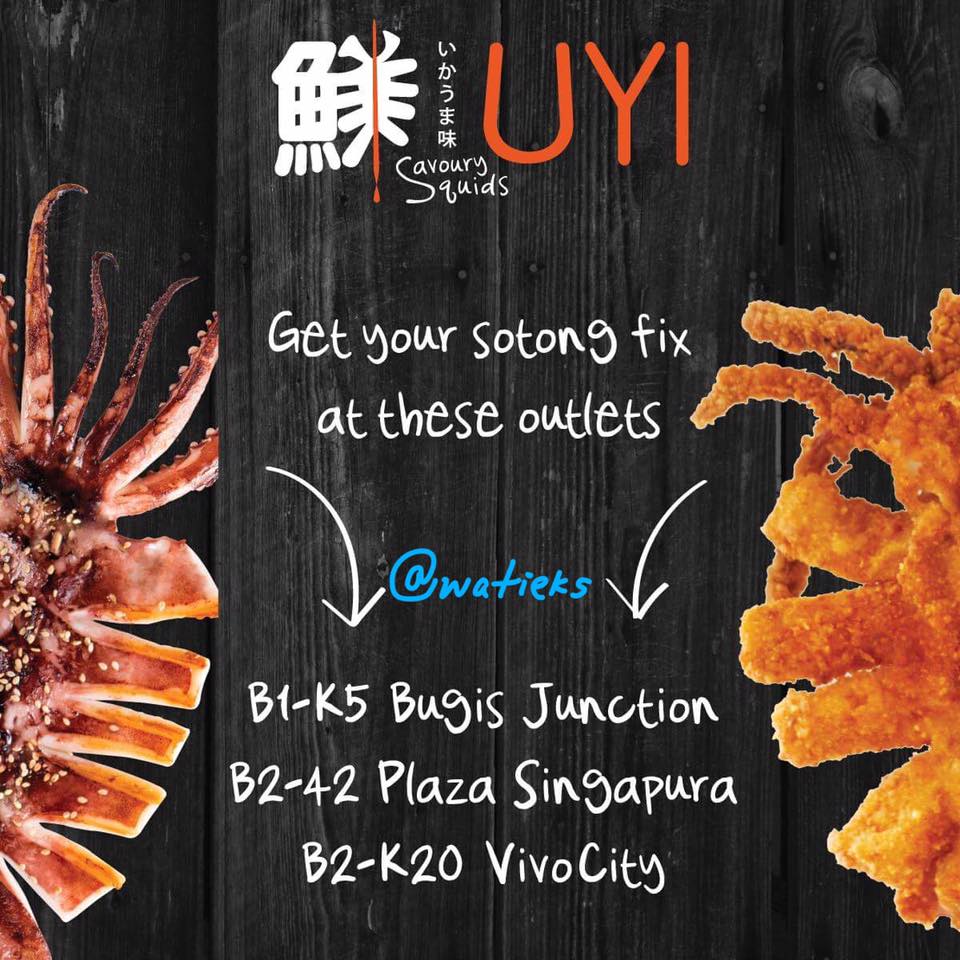 鮮
いかうま味
UYI
Savoury
Squids
Get your sotong fix
at these outlets
@watieks
B1-K5 Bugis Junction
B2-42 Plaza Singapura
B2-K20 VivoCity